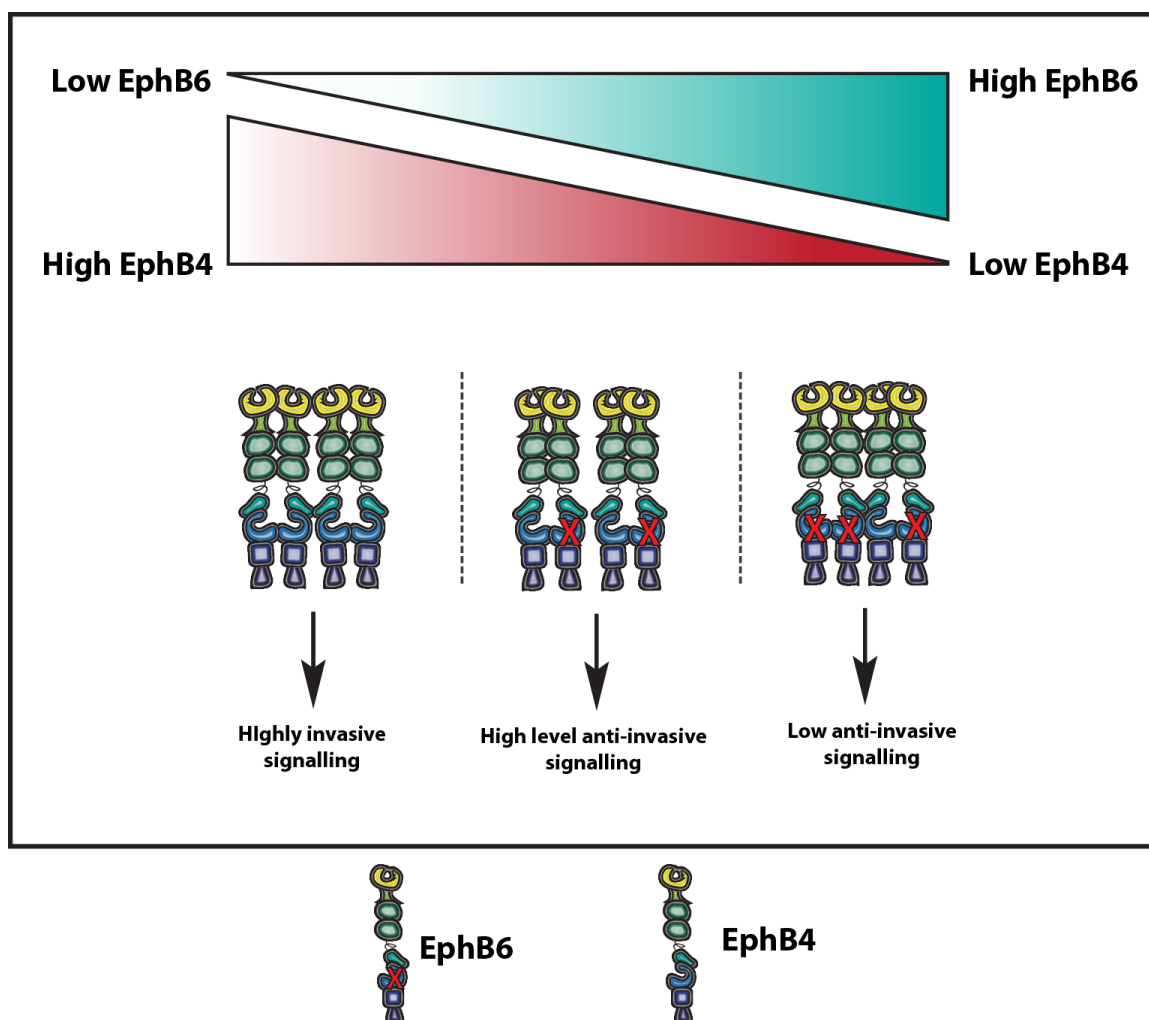 Low EphB6
High EphB6
High EphB4
Low EphB4
X
X
X
X
X
HIghly invasive
signalling
High level anti-invasive
signalling
Low anti-invasive
signalling
X
EphB6
EphB4